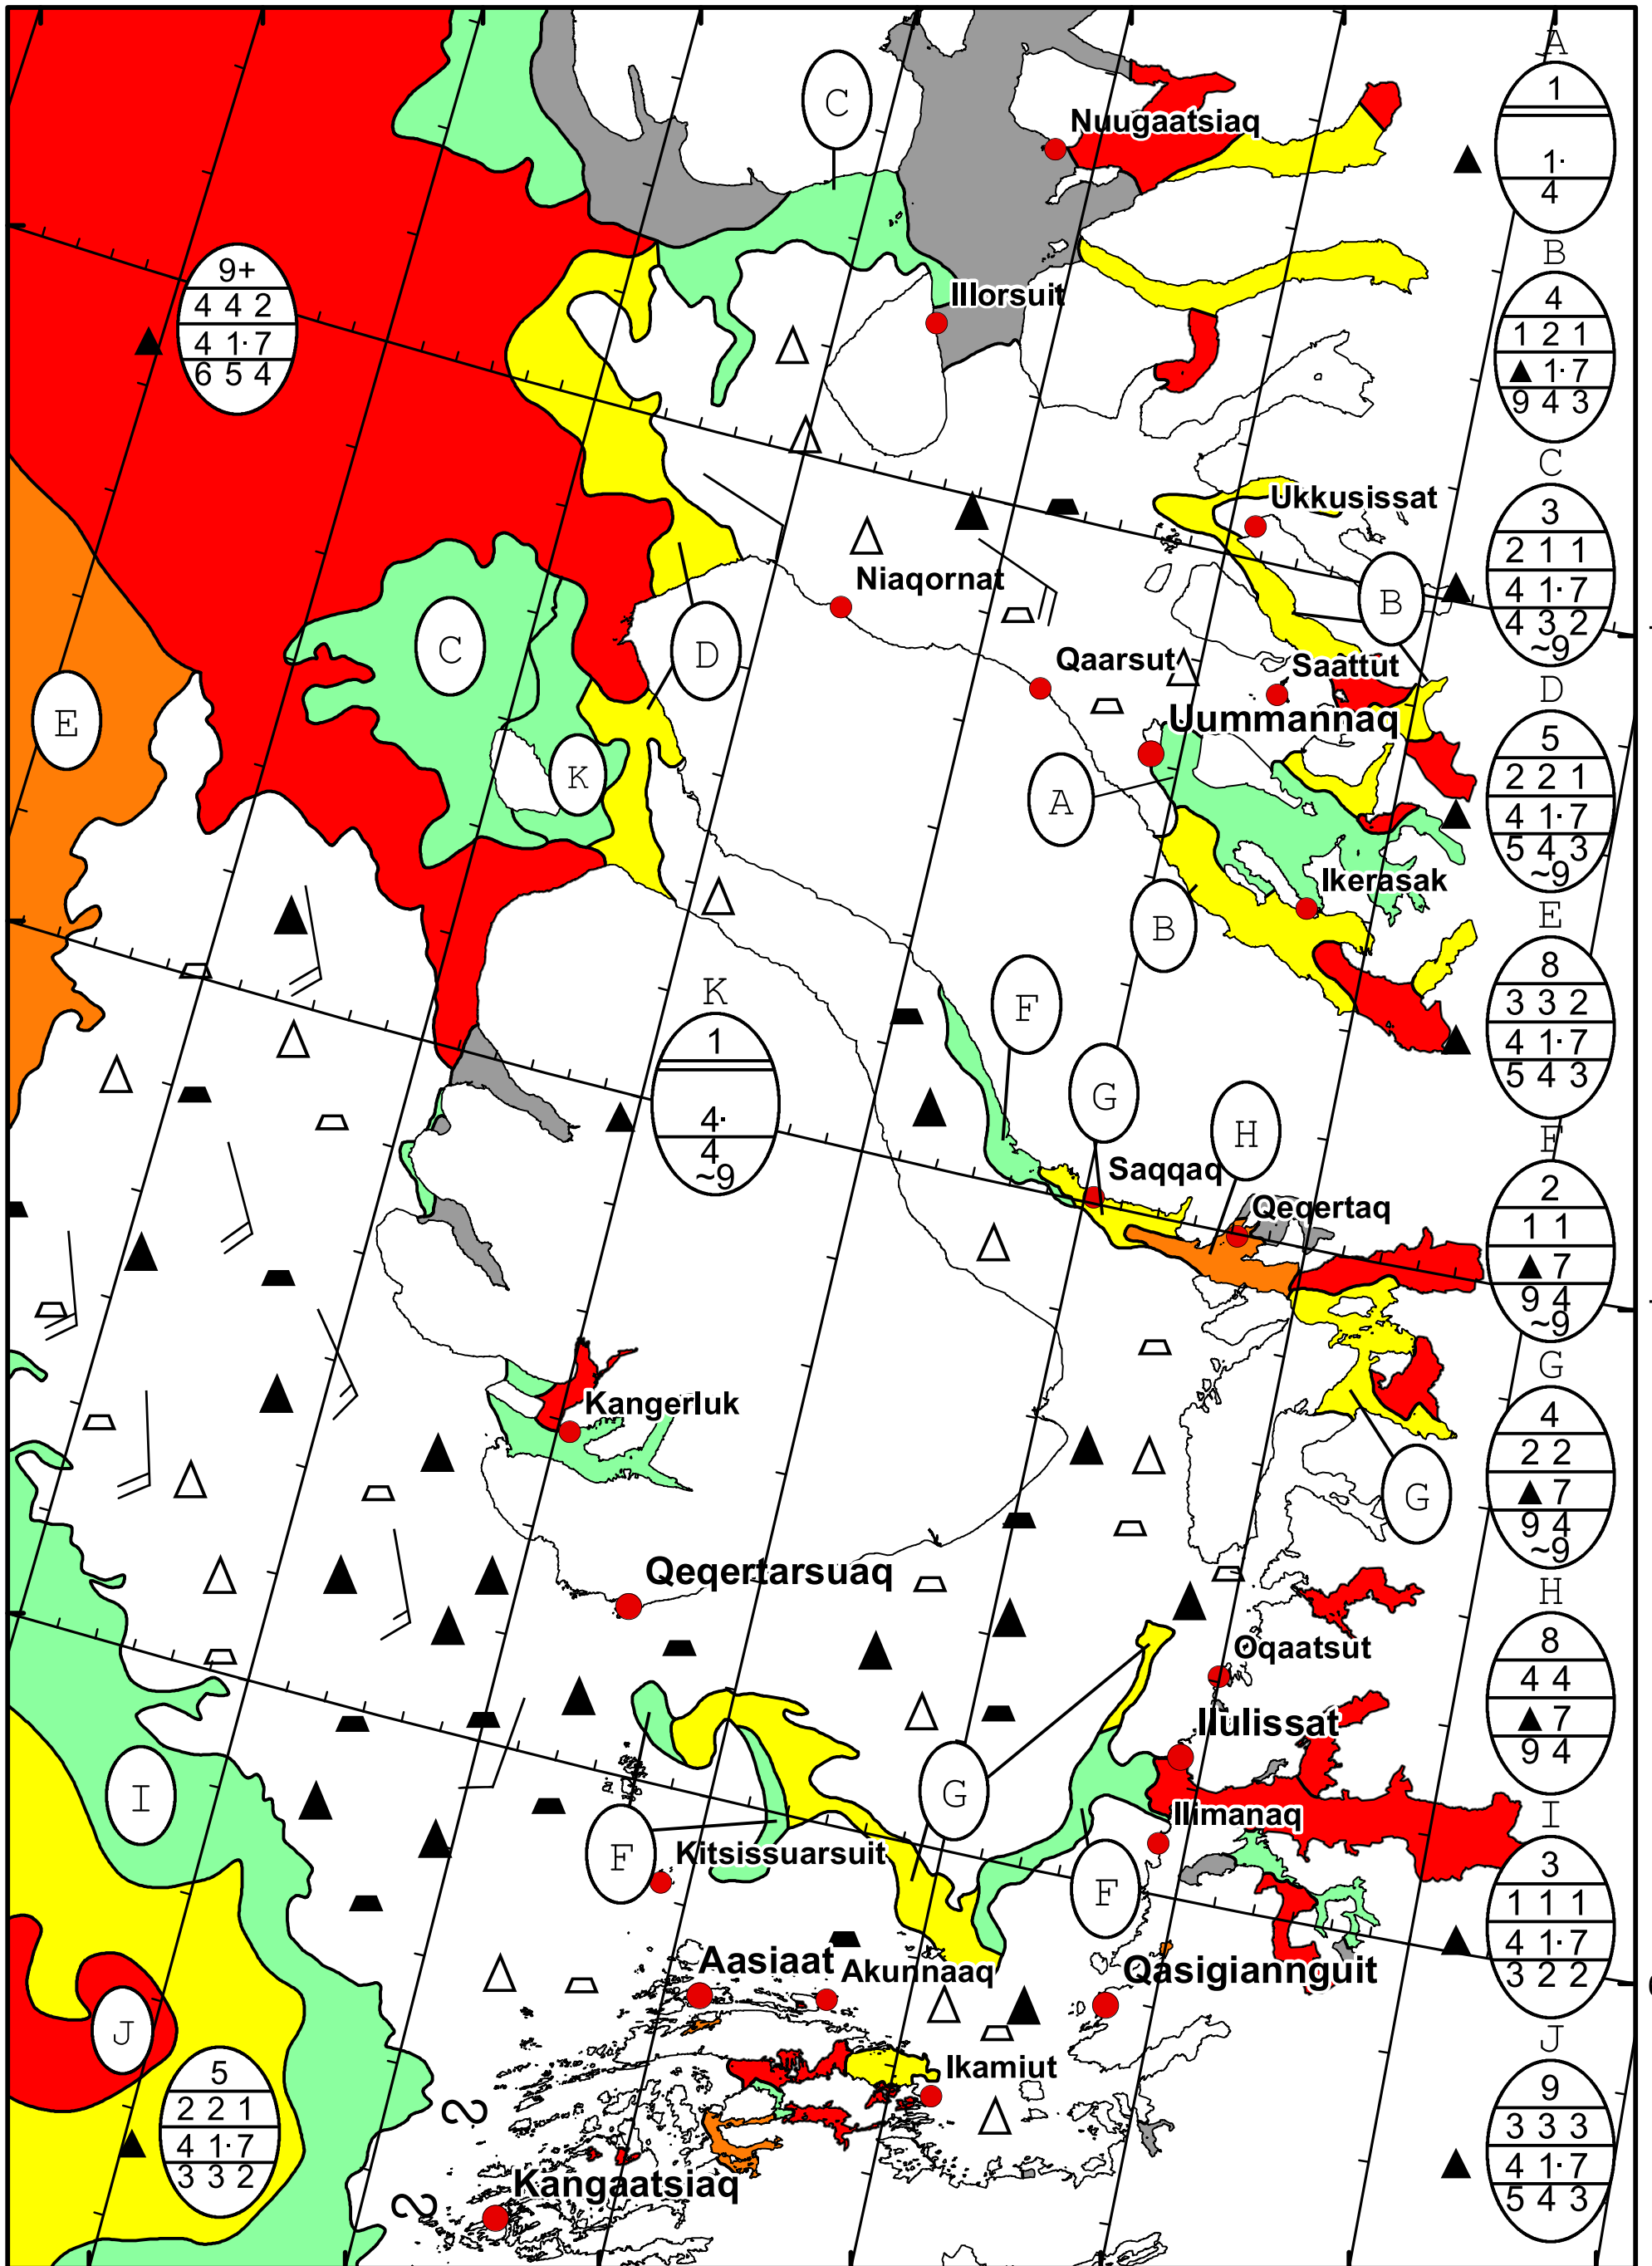 C
Nuugaatsiaq
Illorsuit
9+
4 4 2
4 1· 7
6 5 4
Ukkusissat
Niaqornat
B
C
D
Qaarsut
Saattut
E
Uummannaq
K
A
Ikerasak
B
K
1
4·
4
~9
F
G
H
Saqqaq
Qeqertaq
Kangerluk
G
Qeqertarsuaq
Oqaatsut
Ilulissat
I
G
Ilimanaq
F
Kitsissuarsuit
F
Aasiaat
Akunnaaq
Qasigiannguit
J
Ikamiut
5
2 2 1
4 1· 7
3 3 2
Kangaatsiaq
A
1
1·
4
B
4
1 2 1
▲ 1· 7
9 4 3
C
3
2 1 1
4 1· 7
4 3 2
~9
D
5
2 2 1
4 1· 7
5 4 3
~9
E
8
3 3 2
4 1· 7
5 4 3
F
2
1 1
▲ 7
9 4
~9
G
4
2 2
▲ 7
9 4
~9
H
8
4 4
▲ 7
9 4
I
3
1 1 1
4 1· 7
3 2 2
J
9
3 3 3
4 1· 7
5 4 3